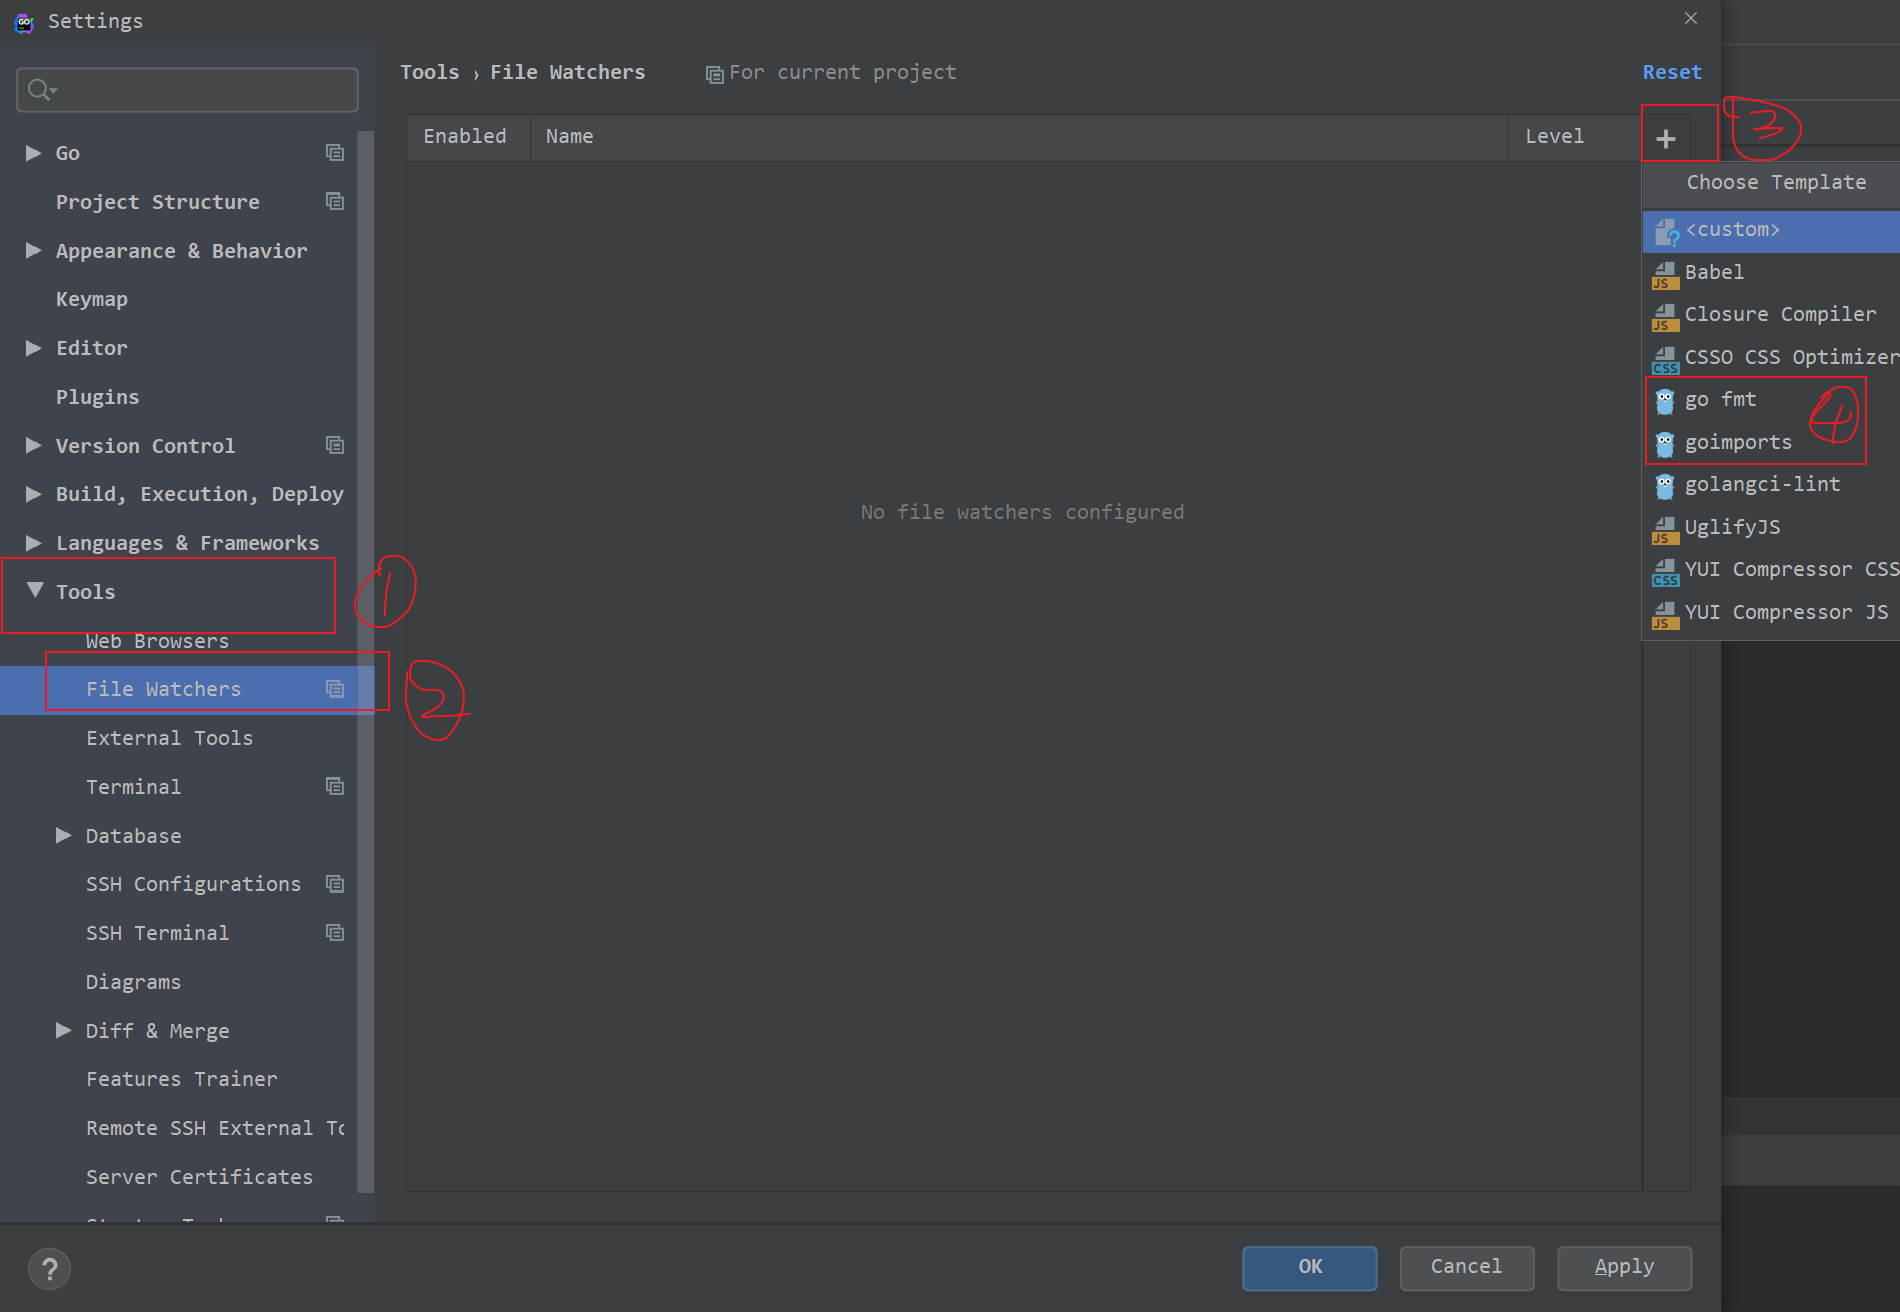 Settings
Tools › File Watchers
For current project
Reset
Enabled
Name
Level
+
3
Choose Template
<custom>
Babel
Closure Compiler
CSSO CSS Optimizer
go fmt
goimports
4
golangci-lint
UglifyJS
YUI Compressor CSS
YUI Compressor JS
No file watchers configured
Go
Project Structure
Appearance & Behavior
Keymap
Editor
Plugins
Version Control
Build, Execution, Deploy
Languages & Frameworks
Tools
1
Web Browsers
File Watchers
2
External Tools
Terminal
Database
SSH Configurations
SSH Terminal
Diagrams
Diff & Merge
Features Trainer
Remote SSH External
Server Certificates
?
OK
Cancel
Apply